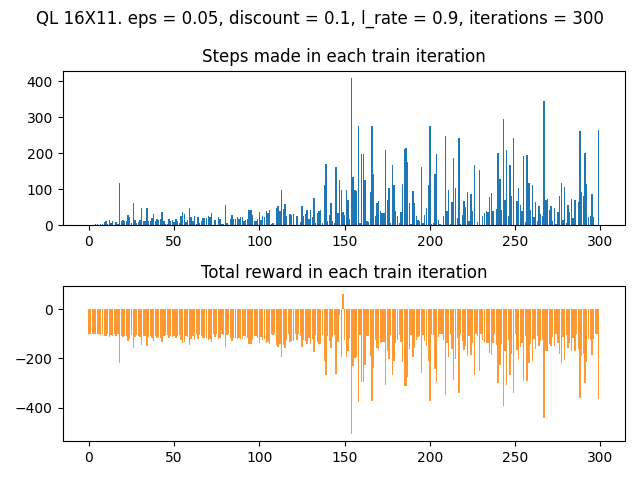 QL 16X11. eps = 0.05, discount = 0.1, l_rate = 0.9, iterations = 300
Steps made in each train iteration
400
300
200
100
0
0 50 100 150 200 250 300
Total reward in each train iteration
0
−200
−400
0 50 100 150 200 250 300